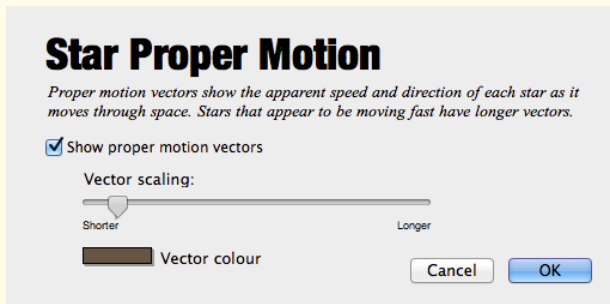 Star Proper Motion
Proper motion vectors show the apparent speed and direction of each star as it
moves through space. Stars that appear to be moving fast have longer vectors.
Show proper motion vectors
Vector scaling:
Shorter Longer
Vector colour
Cancel OK